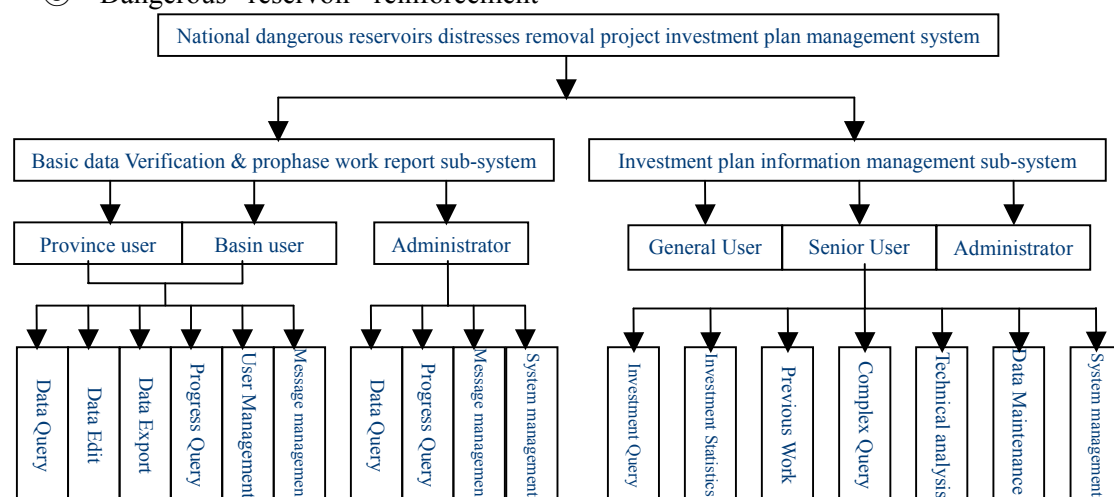 ② Dangerous reservoir reinforcement
National dangerous reservoirs distresses removal project investment plan management system
Basic data Verification & prophase work report sub-system
Investment plan information management sub-system
Province user
Basin user
Administrator
General User
Senior User
Administrator
Data Query
Data Edit
Data Export
Progress Query
User Management
Message managemen
Data Query
Progress Query
Message managemen
System management
Investment Query
Investment Statistics
Previous Work
Complex Query
Technical analysis
Data Maintenance
System management